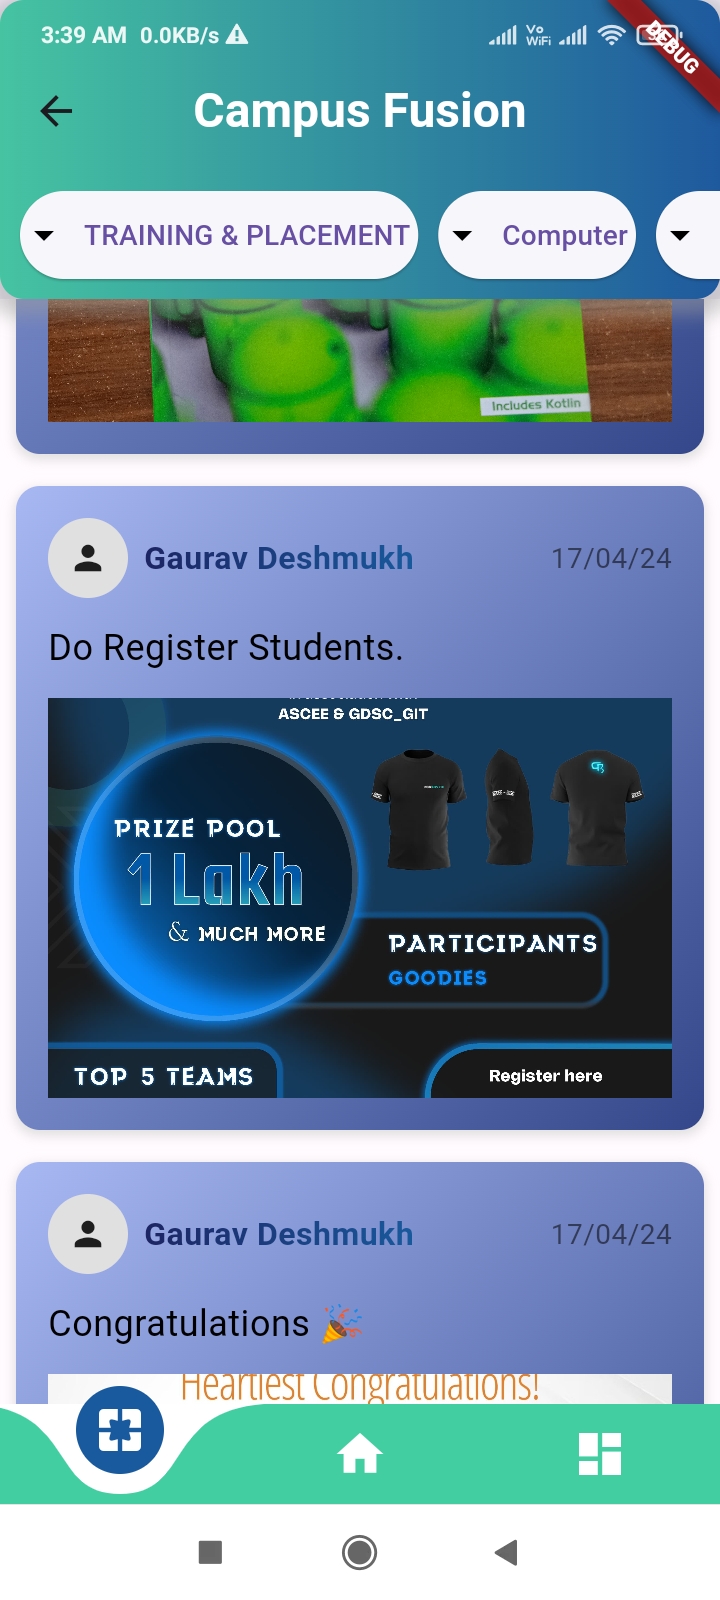 3:39 AM 0.0KB/s
Vo
WiFi
DEBUG
Campus Fusion
TRAINING & PLACEMENT
Computer
Includes Kotlin
Gaurav Deshmukh
17/04/24
Do Register Students.
ASCEE & GDSC_GIT
PRIZE POOL
1 Lakh
& MUCH MORE
PARTICIPANTS
GOODIES
TOP 5 TEAMS
Register here
Gaurav Deshmukh
17/04/24
Congratulations 🎉
Heartiest Congratulations!